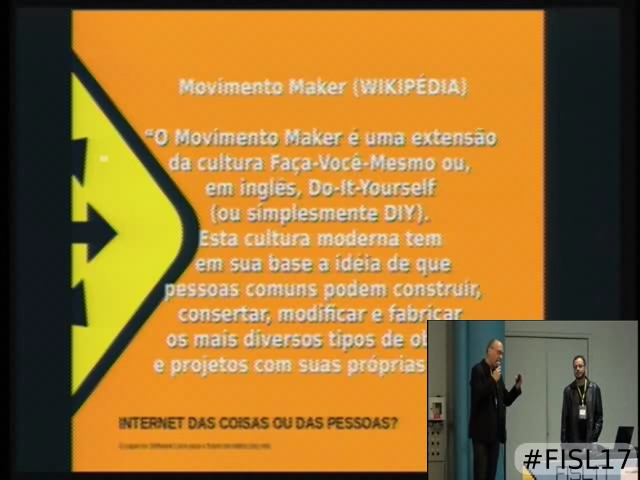 Movimento Maker (WIKIPÉDIA)
"O Movimento Maker é uma extensão
da cultura Faça-Você-Mesmo ou,
em inglês, Do-It-Yourself
(ou simplesmente DIY).
Esta cultura moderna tem
em sua base a idéia de que
pessoas comuns podem construir,
consertar, modificar e fabricar
os mais diversos tipos de
e projetos com suas próprias
INTERNET DAS COISAS OU DAS PESSOAS?
#FISL17